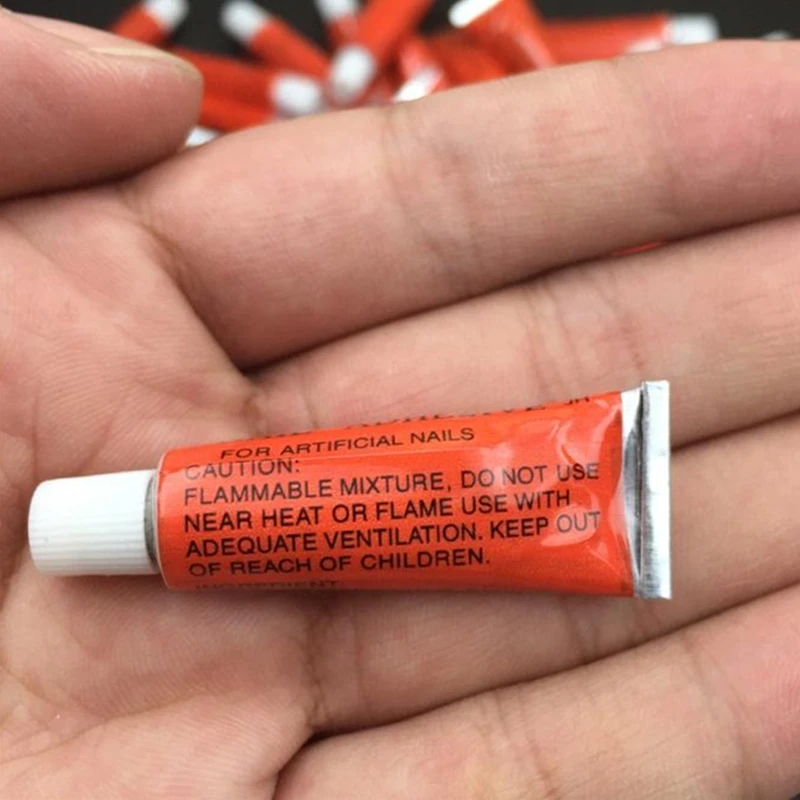 FOR ARTIFICIAL NAILS
CAUTION:
FLAMMABLE MIXTURE, DO NOT USE
NEAR HEAT OR FLAME USE WITH
ADEQUATE VENTILATION. KEEP OUT
OF REACH OF CHILDREN.
INGREDIENT